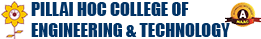 PILLAI HOC COLLEGE OF
ENGINEERING & TECHNOLOGY
A